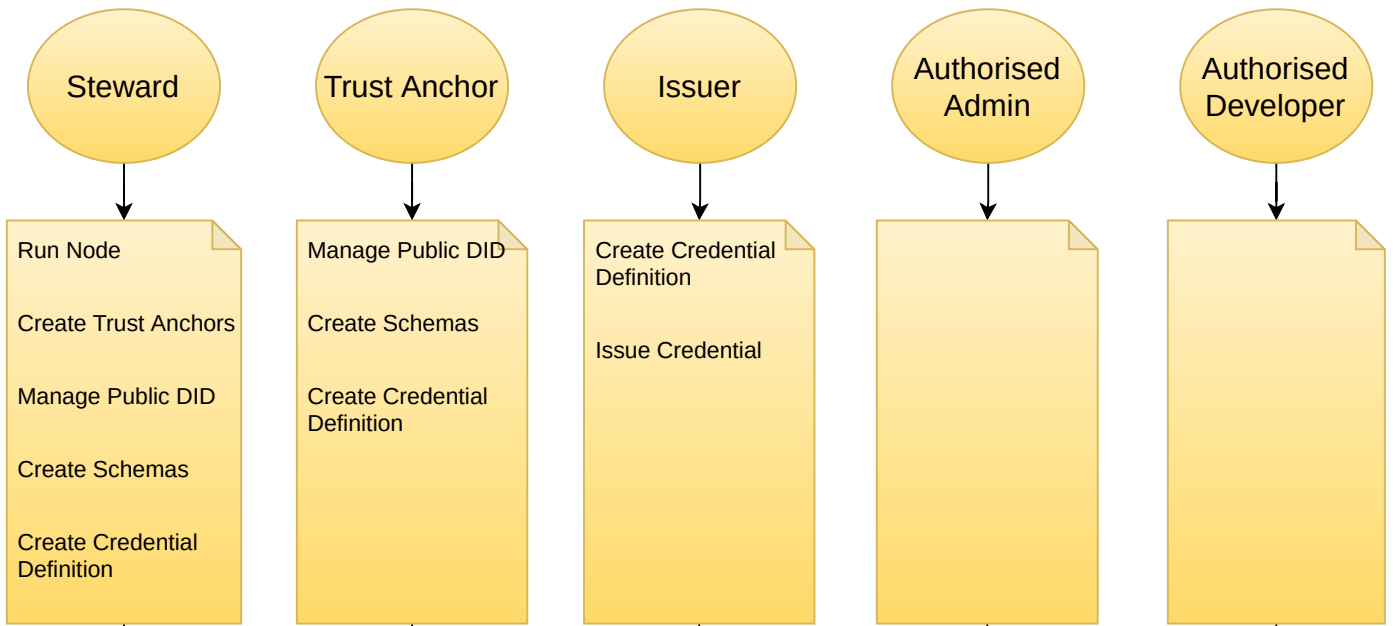 Steward
Trust Anchor
Issuer
Authorised
Admin
Authorised
Developer
Run Node
Create Trust Anchors
Manage Public DID
Create Schemas
Create Credential
Definition
Manage Public DID
Create Schemas
Create Credential
Definition
Create Credential
Definition
Issue Credential